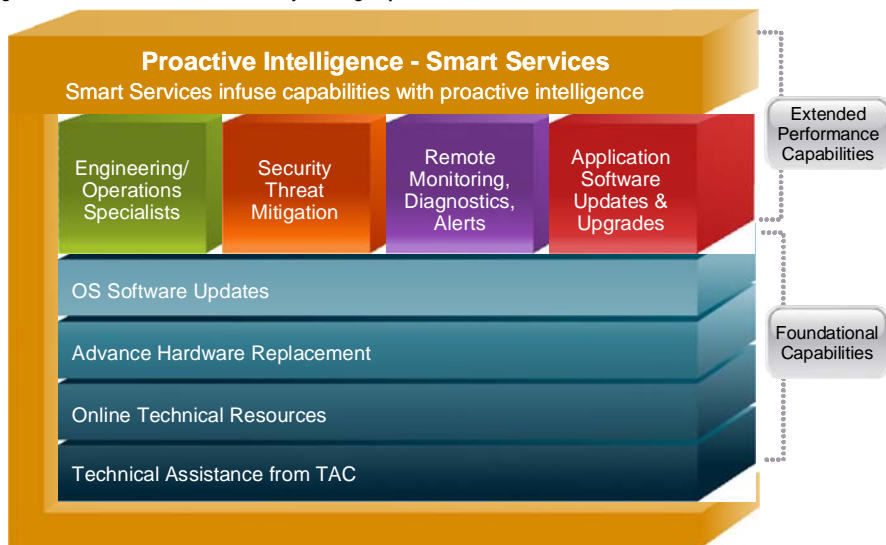 Proactive Intelligence - Smart Services
Smart Services infuse capabilities with proactive intelligence
Engineering/
Operations
Specialists
Security
Threat
Mitigation
Remote
Monitoring,
Diagnostics,
Alerts
Application
Software
Updates &
Upgrades
Extended
Performance
Capabilities
OS Software Updates
Advance Hardware Replacement
Online Technical Resources
Technical Assistance from TAC
Foundational
Capabilities